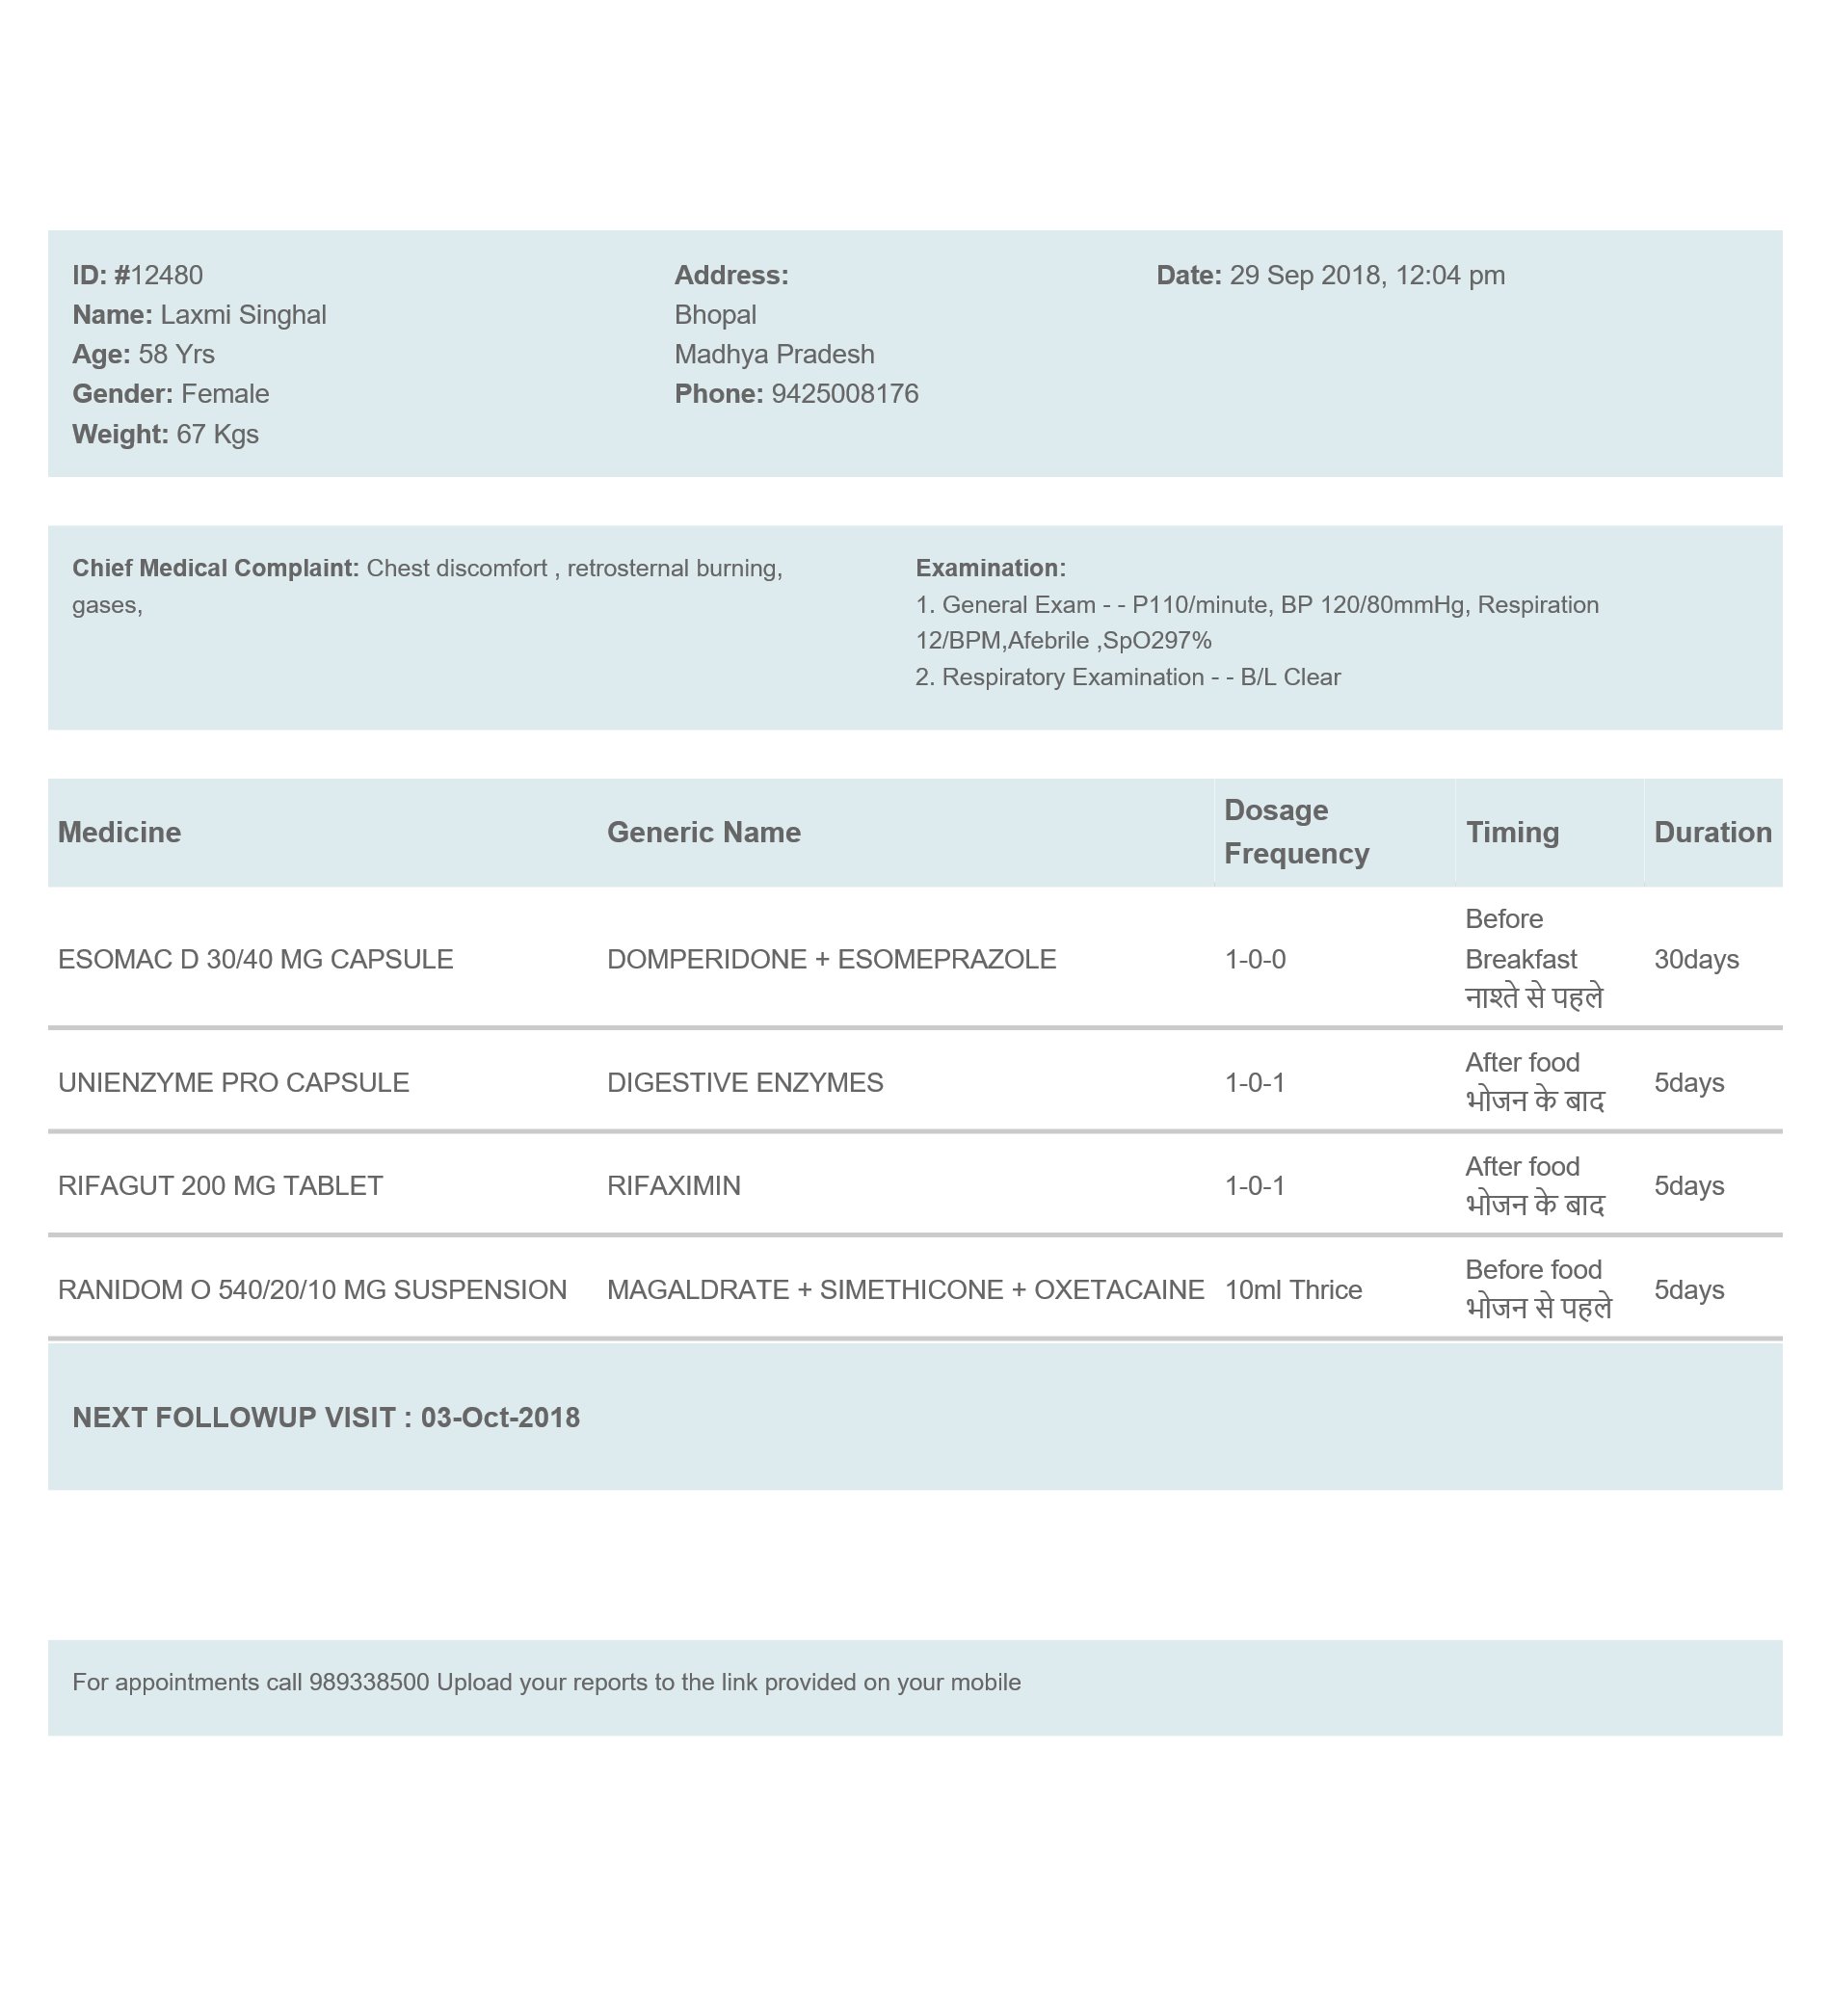 ID: #12480
Name: Laxmi Singhal
Age: 58 Yrs
Gender: Female
Weight: 67 Kgs
Address:
Bhopal
Madhya Pradesh
Phone: 9425008176
Date: 29 Sep 2018, 12:04 pm
Chief Medical Complaint: Chest discomfort , retrosternal burning,
gases,
Examination:
1. General Exam - - P110/minute, BP 120/80mmHg, Respiration
12/BPM,Afebrile ,SpO297%
2. Respiratory Examination - - B/L Clear
Medicine Generic Name Dosage Frequency Timing Duration
ESOMAC D 30/40 MG CAPSULE DOMPERIDONE + ESOMEPRAZOLE 1-0-0 Before Breakfast नाश्ते से पहले 30days
UNIENZYME PRO CAPSULE DIGESTIVE ENZYMES 1-0-1 After food भोजन के बाद 5days
RIFAGUT 200 MG TABLET RIFAXIMIN 1-0-1 After food भोजन के बाद 5days
RANIDOM O 540/20/10 MG SUSPENSION MAGALDRATE + SIMETHICONE + OXETACAINE 10ml Thrice Before food भोजन से पहले 5days
NEXT FOLLOWUP VISIT : 03-Oct-2018
For appointments call 989338500 Upload your reports to the link provided on your mobile